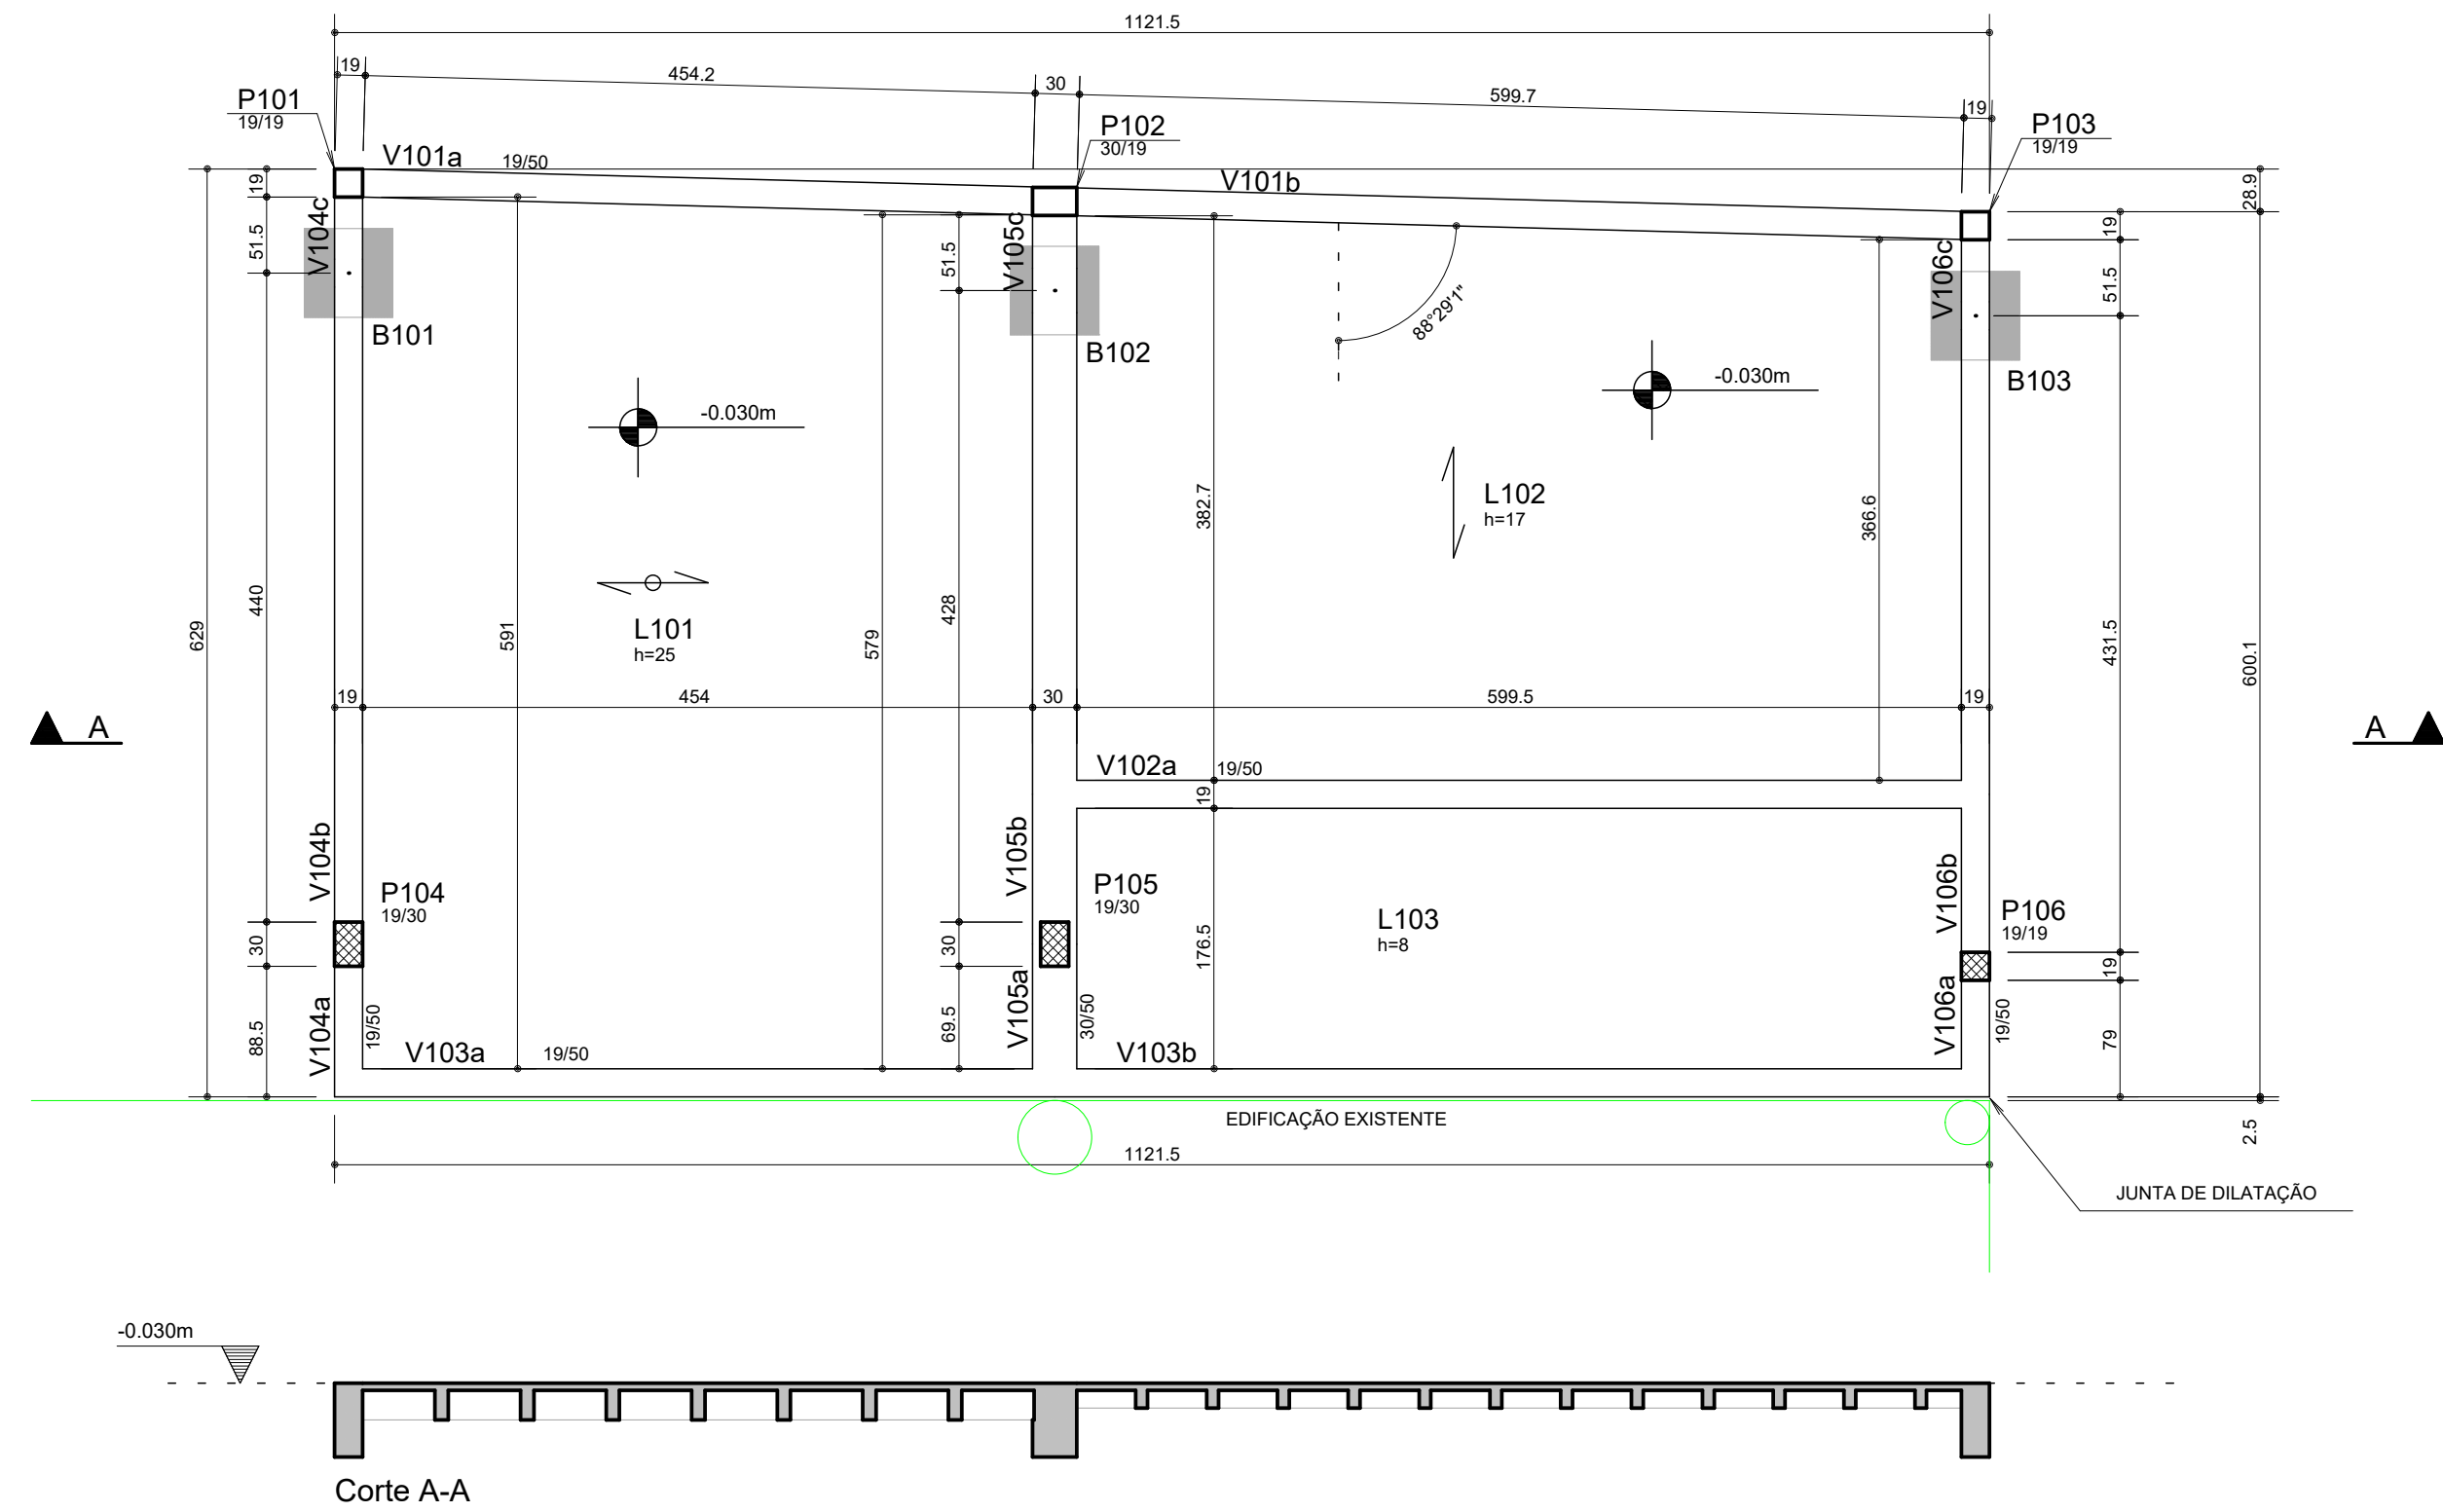 1121.5
19
454.2
30
599.7
19
P101
19/19
P102
30/19
P103
19/19
V101a
19/50
V101b
19
51.5
V104c
V105c
51.5
V106c
28.9
19
51.5
B101
B102
B103
88°29'1"
-0.030m
-0.030m
L102
h=17
382.7
366.6
440
629
591
579
428
431.5
600.1
L101
h=25
19
454
30
599.5
19
A
A
V102a
19/50
19
V104b
V105b
V106b
P104
19/30
P105
19/30
L103
h=8
P106
19/19
30
30
176.5
19
V104a
88.5
19/50
V105a
69.5
30/50
V106a
19/50
79
V103a
19/50
V103b
EDIFICAÇÃO EXISTENTE
2.5
1121.5
JUNTA DE DILATAÇÃO
-0.030m
Corte A-A